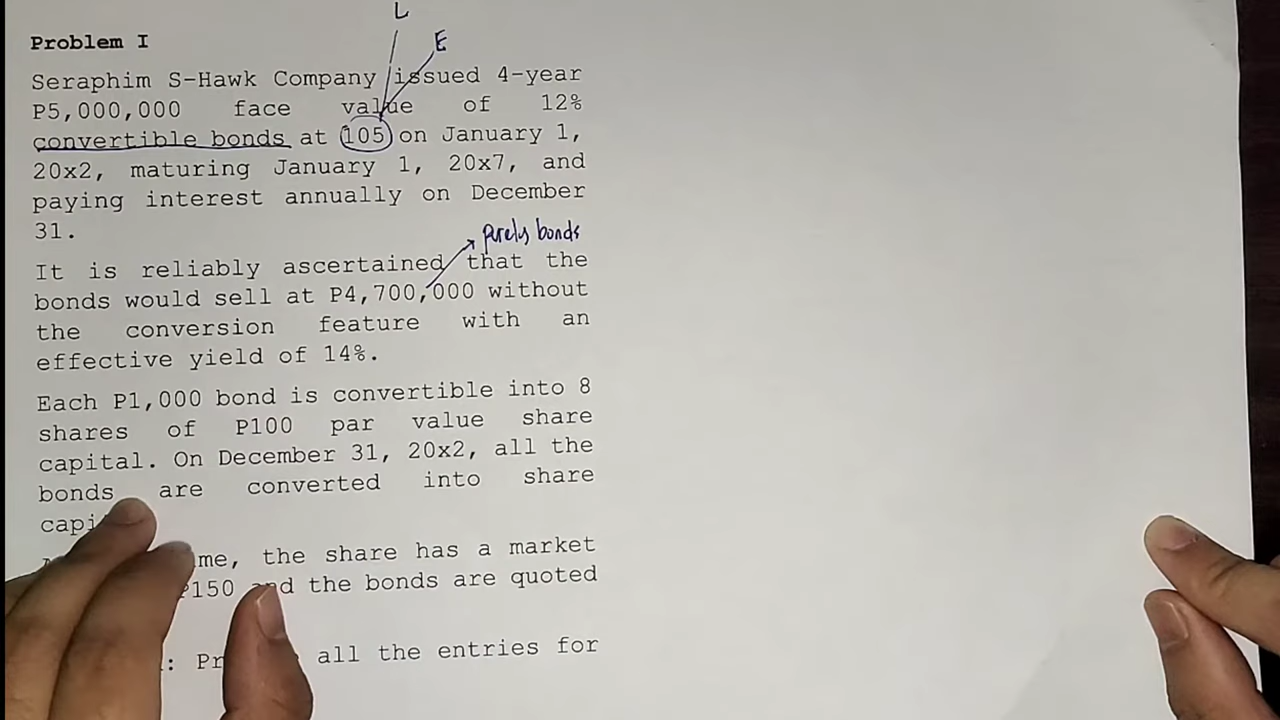 L
E
Problem I
Seraphim S-Hawk Company issued 4-year
P5,000,000 face value of 12%
convertible bonds at 105 on January 1,
20x2, maturing January 1, 20x7, and
paying interest annually on December
31.
purely bonds
It is reliably ascertained that the
bonds would sell at P4,700,000 without
the conversion feature with an
effective yield of 14%.
Each P1,000 bond is convertible into 8
shares of P100 par value share
capital. On December 31, 20x2, all the
bonds are converted into share
me, the share has a market
P150 and the bonds are quoted
all the entries for